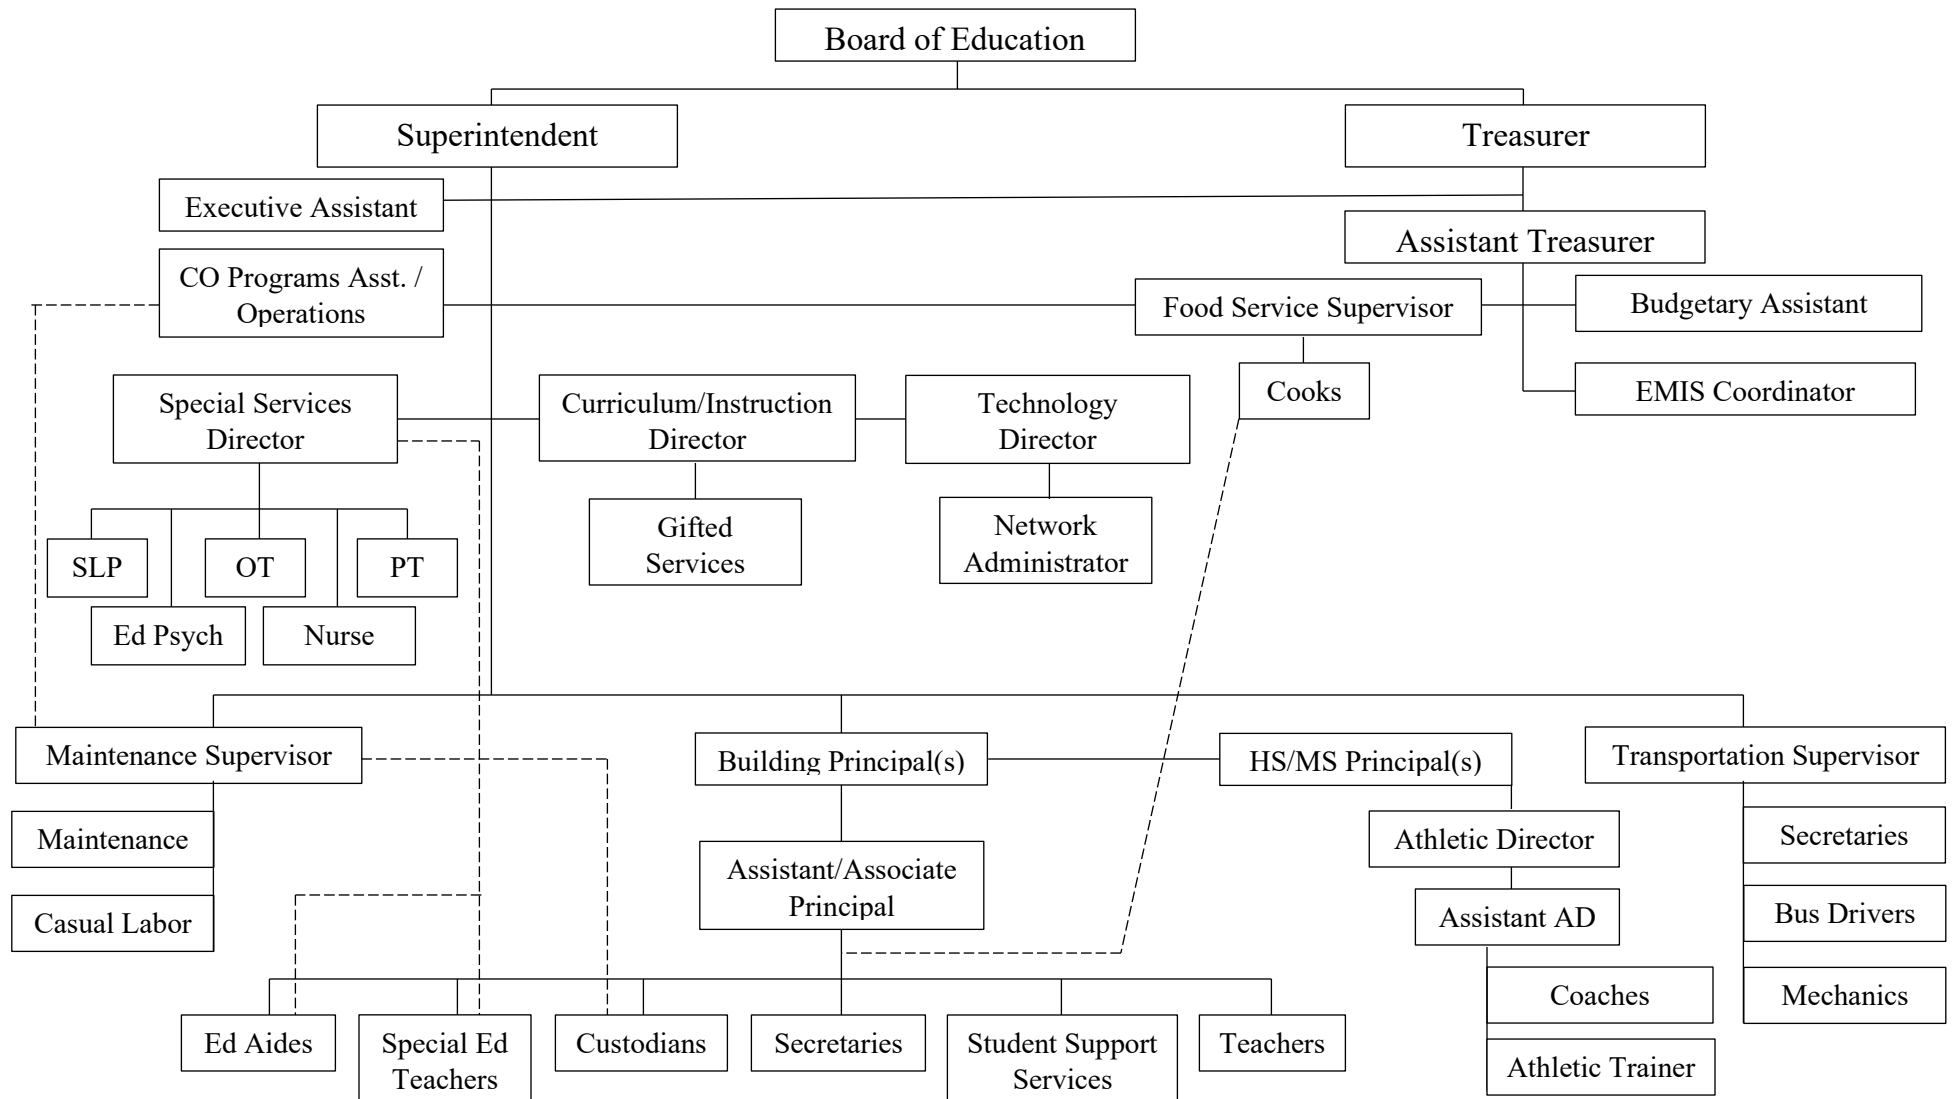 Board of Education
Superintendent
Treasurer
Executive Assistant
Assistant Treasurer
CO Programs Asst. /
Operations
Food Service Supervisor
Budgetary Assistant
Special Services
Director
Curriculum/Instruction
Director
Technology
Director
Cooks
EMIS Coordinator
Gifted
Services
Network
Administrator
SLP
OT
PT
Ed Psych
Nurse
Maintenance Supervisor
Building Principal(s)
HS/MS Principal(s)
Transportation Supervisor
Maintenance
Athletic Director
Secretaries
Assistant/Associate
Principal
Casual Labor
Assistant AD
Bus Drivers
Coaches
Mechanics
Ed Aides
Special Ed
Teachers
Custodians
Secretaries
Student Support
Services
Teachers
Athletic Trainer